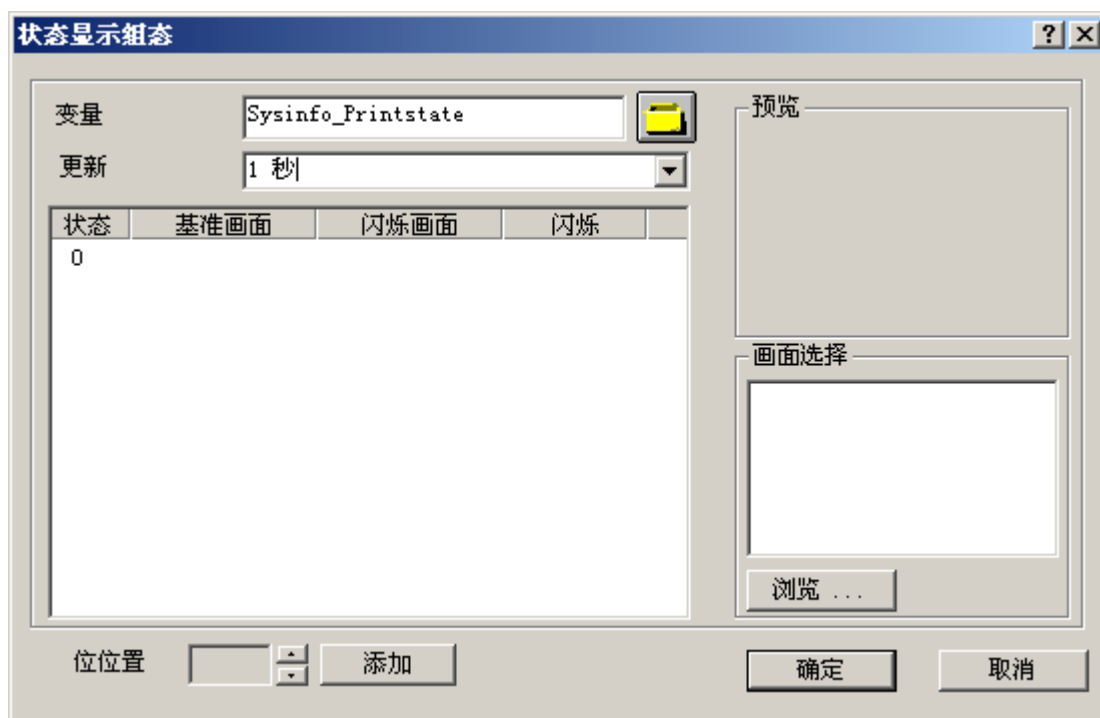 状态显示组态
变量 Sysinfo_Printstate
更新 1 秒
状态 基准画面 闪烁画面 闪烁
0
预览
画面选择
浏览 ...
位位置 添加 确定 取消